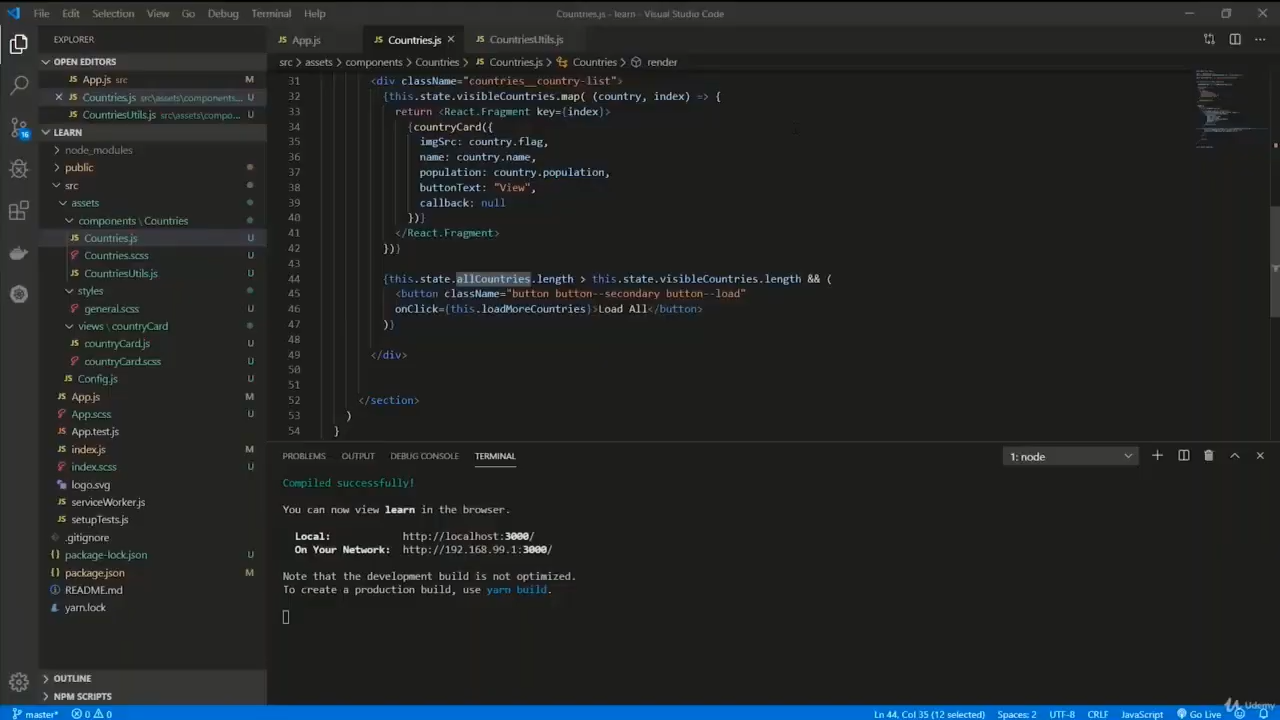 File Edit Selection View Go Debug Terminal Help
Countries.js - learn - Visual Studio Code
EXPLORER
App.js
Countries.js
CountriesUtils.js
OPEN EDITORS
App.js src M
Countries.js src\assets\components... U
CountriesUtils.js src\assets\compo... U
LEARN
node_modules
public
src
assets
components \ Countries
Countries.js U
Countries.scss U
CountriesUtils.js U
styles
general.scss U
views \ countryCard
countryCard.js U
countryCard.scss U
Config.js U
App.js M
App.scss U
App.test.js
index.js M
index.scss U
logo.svg
serviceWorker.js
setupTests.js
.gitignore
package-lock.json U
package.json M
README.md
yarn.lock
OUTLINE
NPM SCRIPTS
16
src > assets > components > Countries > Countries.js > Countries > render
31 <div className="countries__country-list">
32 {this.state.visibleCountries.map( (country, index) => {
33 return <React.Fragment key={index}>
34 {countryCard({
35 imgSrc: country.flag,
36 name: country.name,
37 population: country.population,
38 buttonText: "View",
39 callback: null
40 })}
41 </React.Fragment>
42 })}
43
44 {this.state.allCountries.length > this.state.visibleCountries.length && (
45 <button className="button button--secondary button--load"
46 onClick={this.loadMoreCountries}>Load All</button>
47 )}
48
49 </div>
50
51
52 </section>
53 )
54 }
PROBLEMS OUTPUT DEBUG CONSOLE TERMINAL
1: node
Compiled successfully!
You can now view learn in the browser.
Local: http://localhost:3000/
On Your Network: http://192.168.99.1:3000/
Note that the development build is not optimized.
To create a production build, use yarn build.
master* 0 0
Ln 44, Col 35 (12 selected) Spaces: 2 UTF-8 CRLF JavaScript Go Live
Udemy